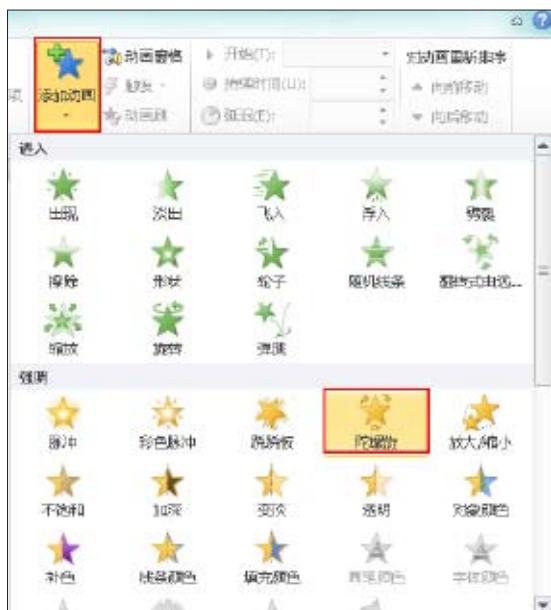 动画窗格 开始(T): 对动画重新排序
添加动画 触发 持续时间(U): 向前移动
项 动画刷 延迟(E): 向后移动
进入
出现 淡出 飞入 浮入 劈裂
擦除 形状 轮子 随机线条 翻转式由远...
缩放 旋转 弹跳
强调
脉冲 彩色脉冲 跷跷板 陀螺旋 放大/缩小
不饱和 加深 变淡 透明 对象颜色
补色 线条颜色 填充颜色 画笔颜色 字体颜色